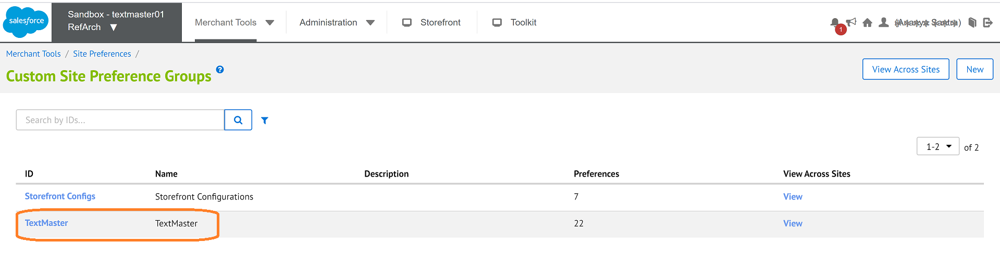 salesforce
Sandbox - textmaster01
RefArch
Merchant Tools
Administration
Storefront
Toolkit
1
Merchant Tools / Site Preferences /
Custom Site Preference Groups ?
View Across Sites
New
Search by IDs...
1-2 of 2
ID Name Description Preferences View Across Sites
Storefront Configs Storefront Configurations 7 View
TextMaster TextMaster 22 View